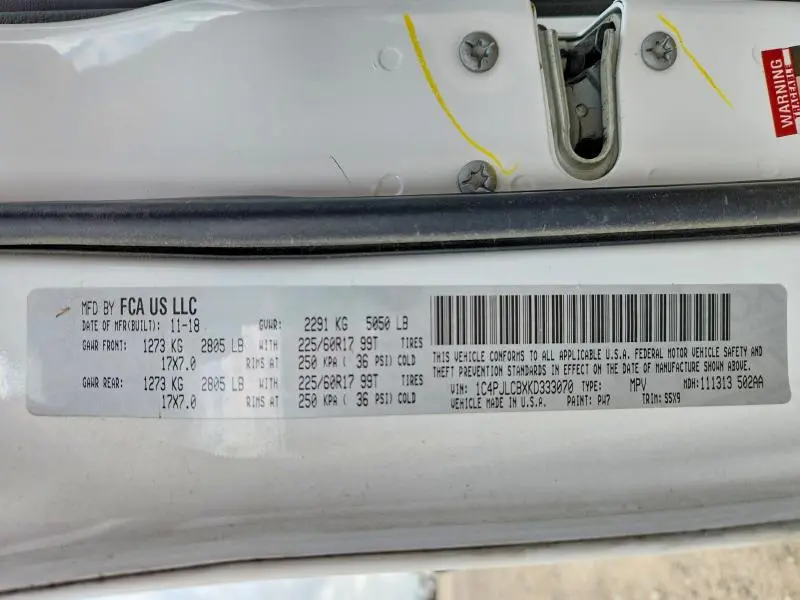 WARNING
MFD BY FCA US LLC
DATE OF MFR(BUILT): 11-18 GVWR: 2291 KG 5050 LB
GAWR FRONT: 1273 KG 2805 LB WITH 225/60R17 99T TIRES
17X7.0 RIMS AT 250 KPA ( 36 PSI) COLD
GAWR REAR: 1273 KG 2805 LB WITH 225/60R17 99T TIRES
17X7.0 RIMS AT 250 KPA ( 36 PSI) COLD
THIS VEHICLE CONFORMS TO ALL APPLICABLE U.S.A. FEDERAL MOTOR VEHICLE SAFETY AND
THEFT PREVENTION STANDARDS IN EFFECT ON THE DATE OF MANUFACTURE SHOWN ABOVE
VIN: 1C4PJLCBXKD333070 TYPE: MPV MDH: 111313 502AA
VEHICLE MADE IN U.S.A. PAINT: PW7 TRIM: S5X9